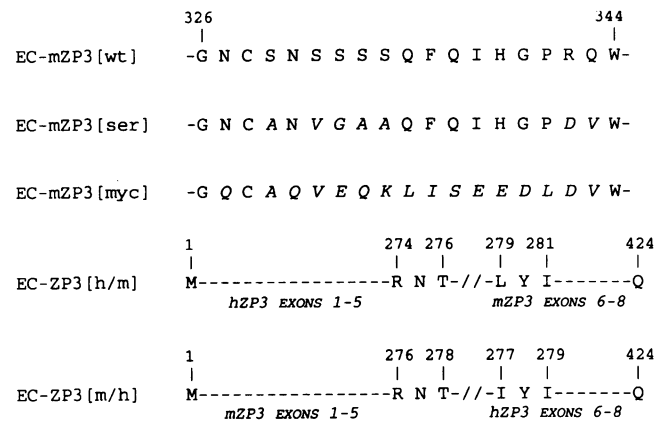 326 344
EC-mZP3[wt] -G N C S N S S S S Q F Q I H G P R Q W-
EC-mZP3[ser] -G N C A N V G A A Q F Q I H G P D V W-
EC-mZP3[myc] -G Q C A Q V E Q K L I S E E D L D V W-
1 274 276 279 281 424
EC-ZP3[h/m] M-----------------R N T-//-L Y I-------Q
hZP3 EXONS 1-5 mZP3 EXONS 6-8
1 276 278 277 279 424
EC-ZP3[m/h] M-----------------R N T-//-I Y I-------Q
mZP3 EXONS 1-5 hZP3 EXONS 6-8